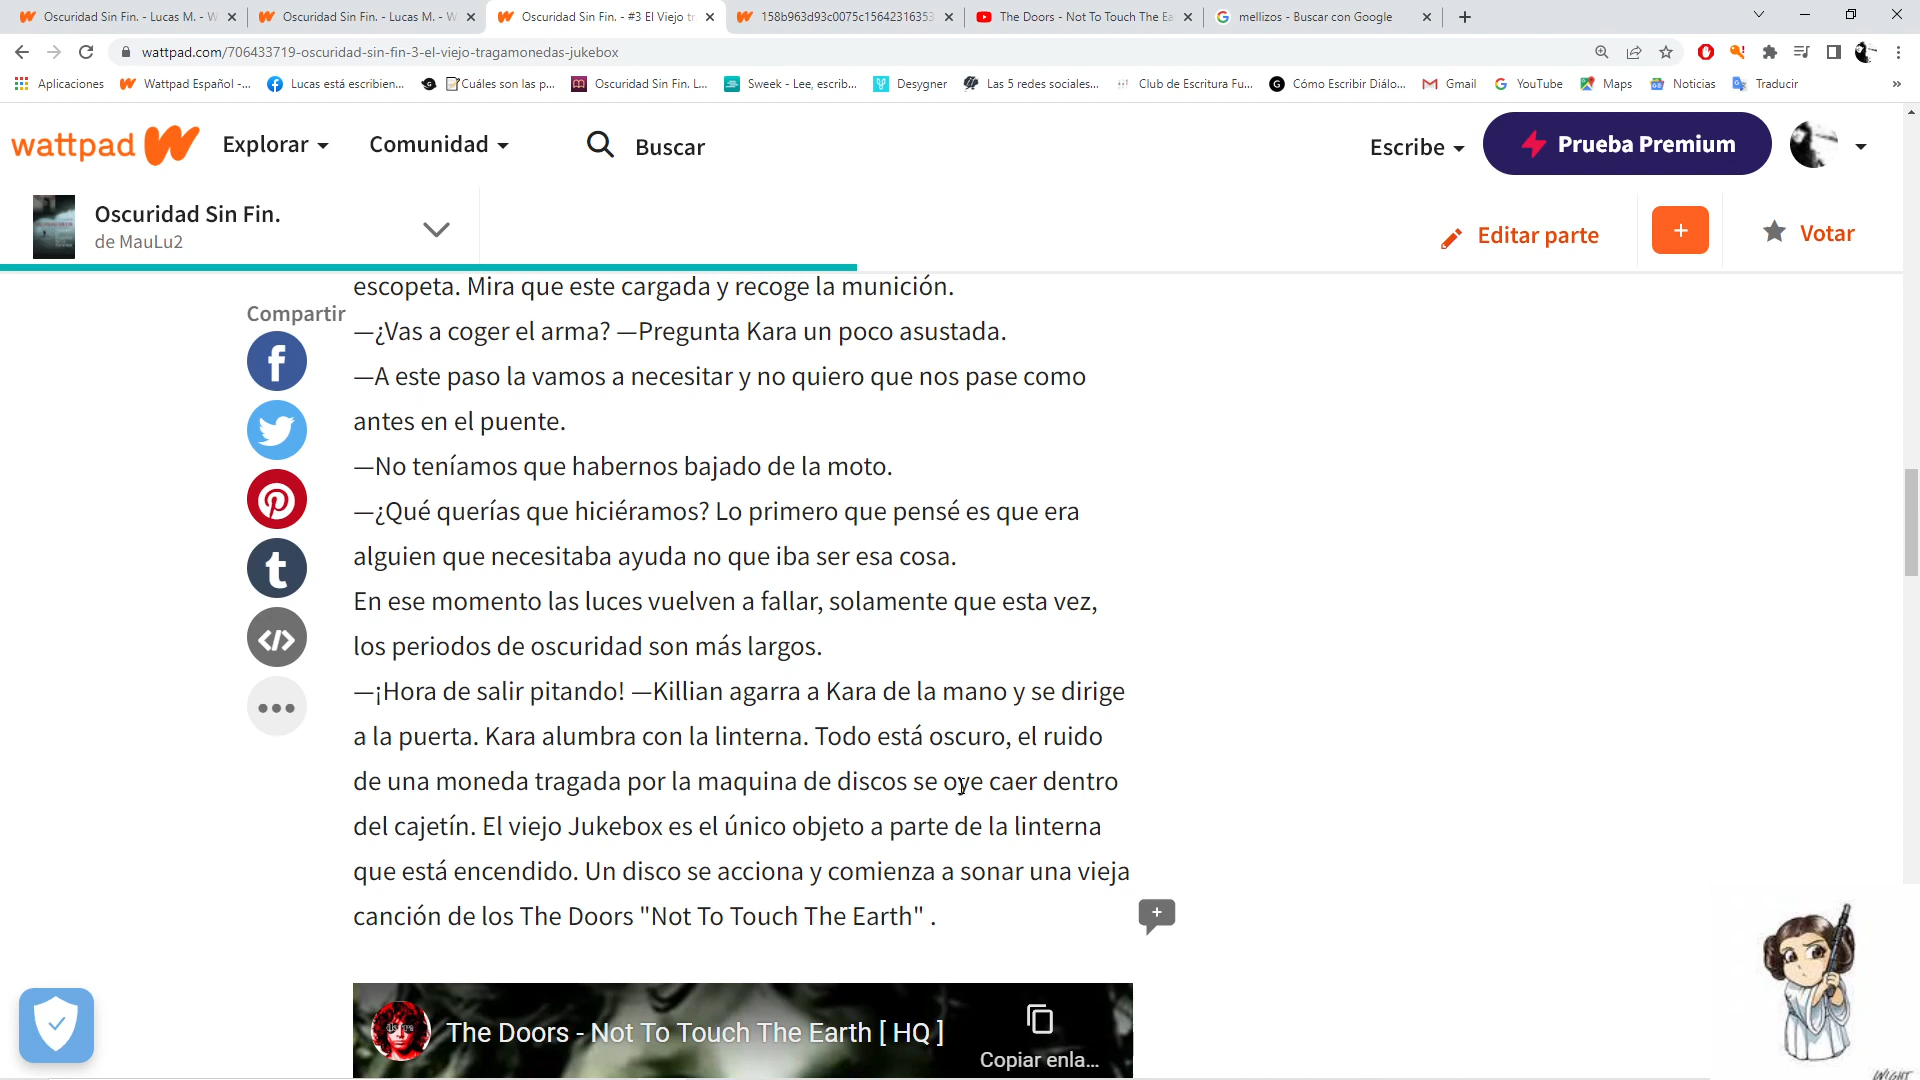 Oscuridad Sin Fin. - Lucas M. - W
Oscuridad Sin Fin. - Lucas M. - W
Oscuridad Sin Fin. - #3 El Viejo tr
158b963d93c0075c15642316353
The Doors - Not To Touch The Ea
mellizos - Buscar con Google
wattpad.com/706433719-oscuridad-sin-fin-3-el-viejo-tragamonedas-jukebox
Aplicaciones
Wattpad Español -...
Lucas está escribien...
Cuáles son las p...
Oscuridad Sin Fin. L...
Sweek - Lee, escrib...
Desygner
Las 5 redes sociales...
Club de Escritura Fu...
Cómo Escribir Diálo...
Gmail
YouTube
Maps
Noticias
Traducir
wattpad
Explorar
Comunidad
Buscar
Escribe
Prueba Premium
Oscuridad Sin Fin.
de MauLu2
Editar parte
+
Votar
Compartir
escopeta. Mira que este cargada y recoge la munición.
—¿Vas a coger el arma? —Pregunta Kara un poco asustada.
—A este paso la vamos a necesitar y no quiero que nos pase como
antes en el puente.
—No teníamos que habernos bajado de la moto.
—¿Qué querías que hiciéramos? Lo primero que pensé es que era
alguien que necesitaba ayuda no que iba ser esa cosa.
En ese momento las luces vuelven a fallar, solamente que esta vez,
los periodos de oscuridad son más largos.
—¡Hora de salir pitando! —Killian agarra a Kara de la mano y se dirige
a la puerta. Kara alumbra con la linterna. Todo está oscuro, el ruido
de una moneda tragada por la maquina de discos se oye caer dentro
del cajetín. El viejo Jukebox es el único objeto a parte de la linterna
que está encendido. Un disco se acciona y comienza a sonar una vieja
canción de los The Doors "Not To Touch The Earth" .
The Doors - Not To Touch The Earth [ HQ ]
Copiar enla...
WIGHT